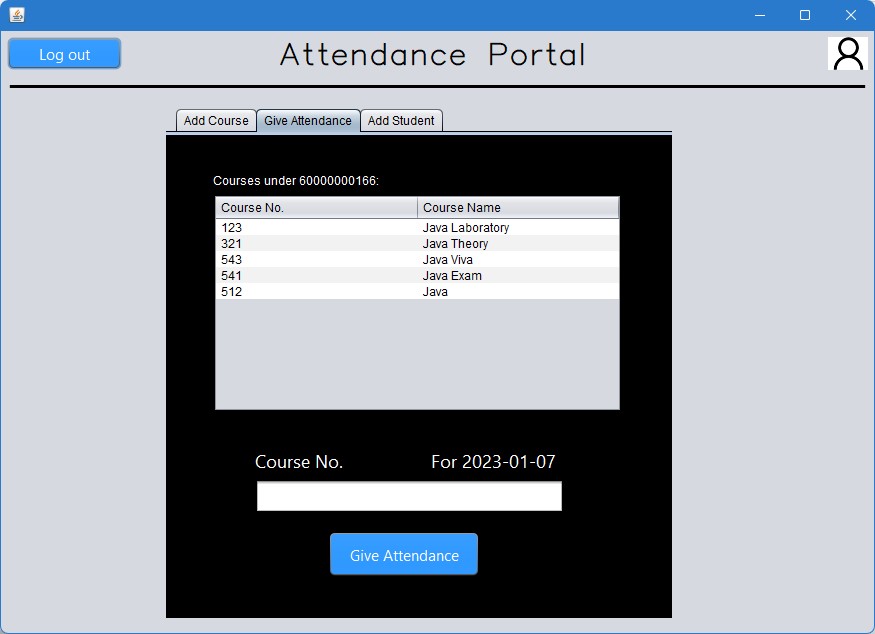 Log out
Attendance Portal
Add Course Give Attendance Add Student
Courses under 60000000166:
Course No. Course Name
123 Java Laboratory
321 Java Theory
543 Java Viva
541 Java Exam
512 Java
Course No. For 2023-01-07
Give Attendance